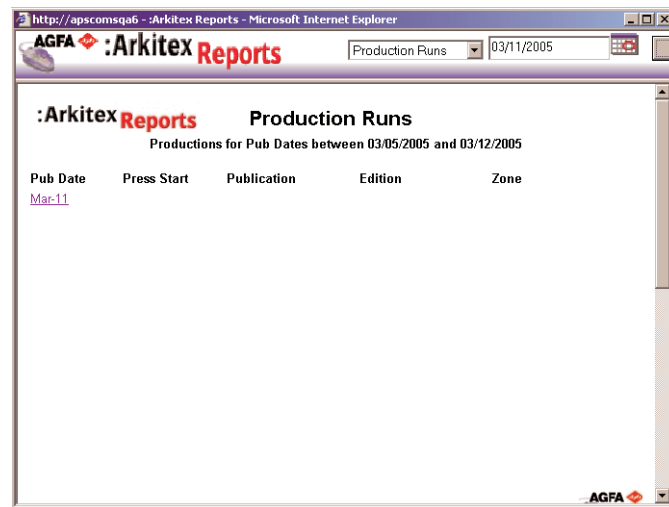 http://apscomsqa6 - :Arkitex Reports - Microsoft Internet Explorer
AGFA :Arkitex Reports Production Runs 03/11/2005
:Arkitex Reports Production Runs
Productions for Pub Dates between 03/05/2005 and 03/12/2005
Pub Date Press Start Publication Edition Zone
Mar-11
AGFA